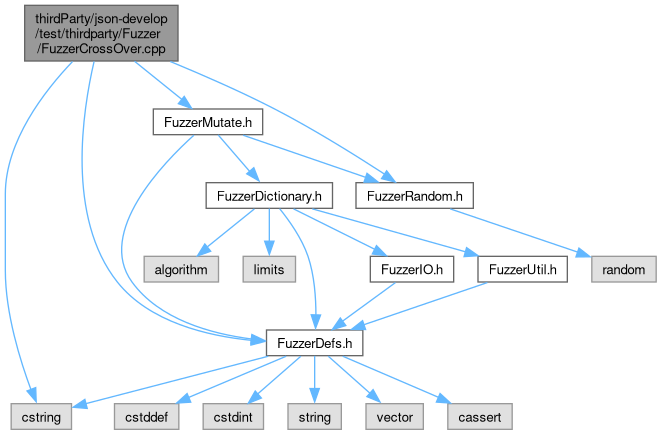 thirdParty/json-develop
/test/thirdparty/Fuzzer
/FuzzerCrossOver.cpp
FuzzerMutate.h
FuzzerDictionary.h
FuzzerRandom.h
algorithm
limits
FuzzerIO.h
FuzzerUtil.h
random
FuzzerDefs.h
cstring
cstddef
cstdint
string
vector
cassert